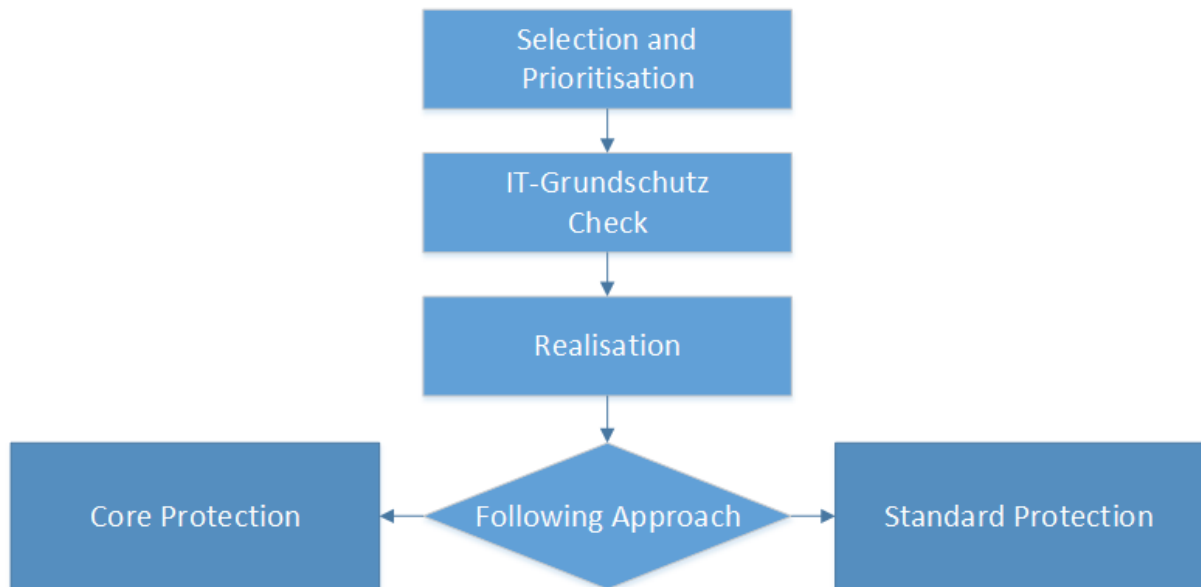 Selection and
Prioritisation
IT-Grundschutz
Check
Realisation
Core Protection
Following Approach
Standard Protection